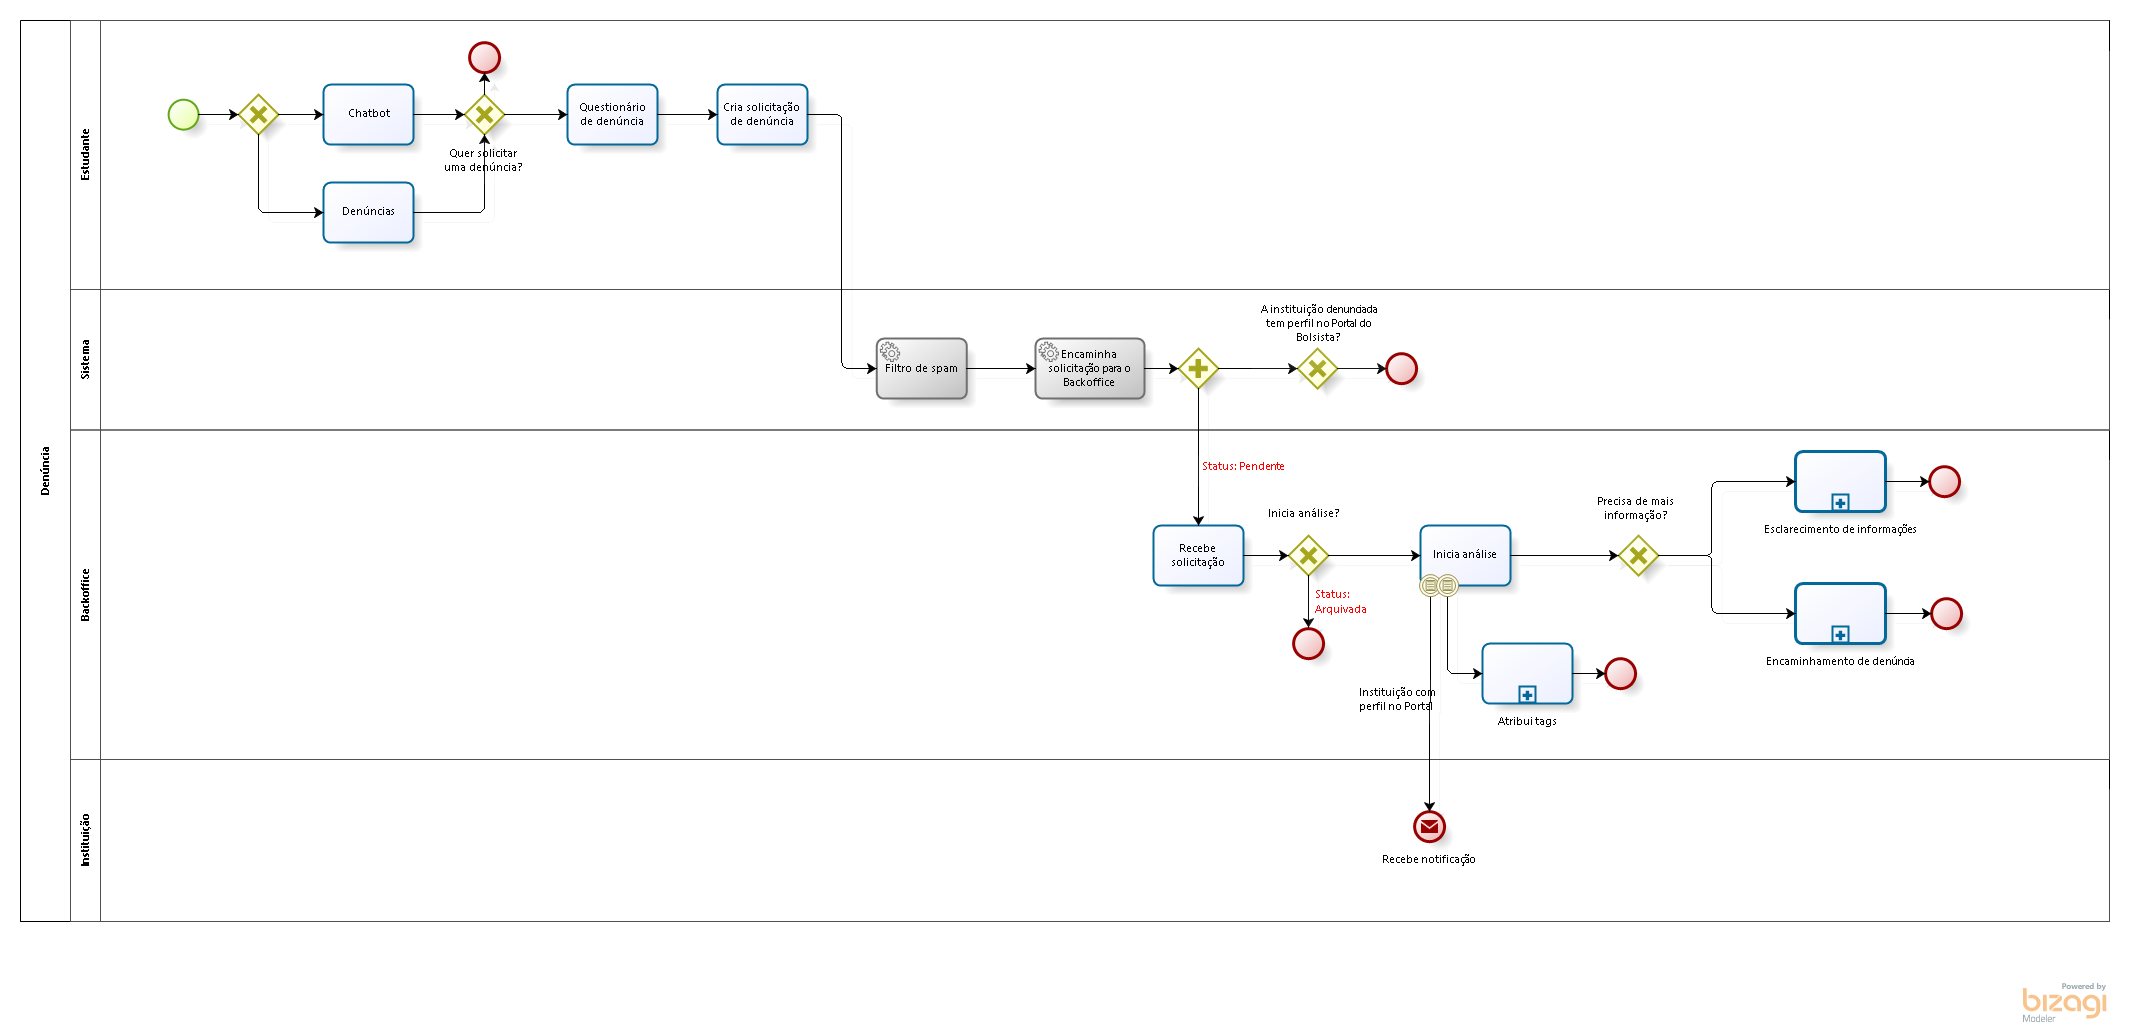 Denúncia
Estudante
Chatbot
Quer solicitar
uma denúncia?
Denúncias
Questionário
de denúncia
Cria solicitação
de denúncia
Sistema
Filtro de spam
Encaminha
solicitação para o
Backoffice
A instituição denunciada
tem perfil no Portal do
Bolsista?
Backoffice
Status: Pendente
Recebe
solicitação
Inicia análise?
Status:
Arquivada
Inicia análise
Instituição com
perfil no Portal
Atribui tags
Precisa de mais
informação?
Esclarecimento de informações
Encaminhamento de denúncia
Instituição
Recebe notificação
Powered by
bizagi
Modeler